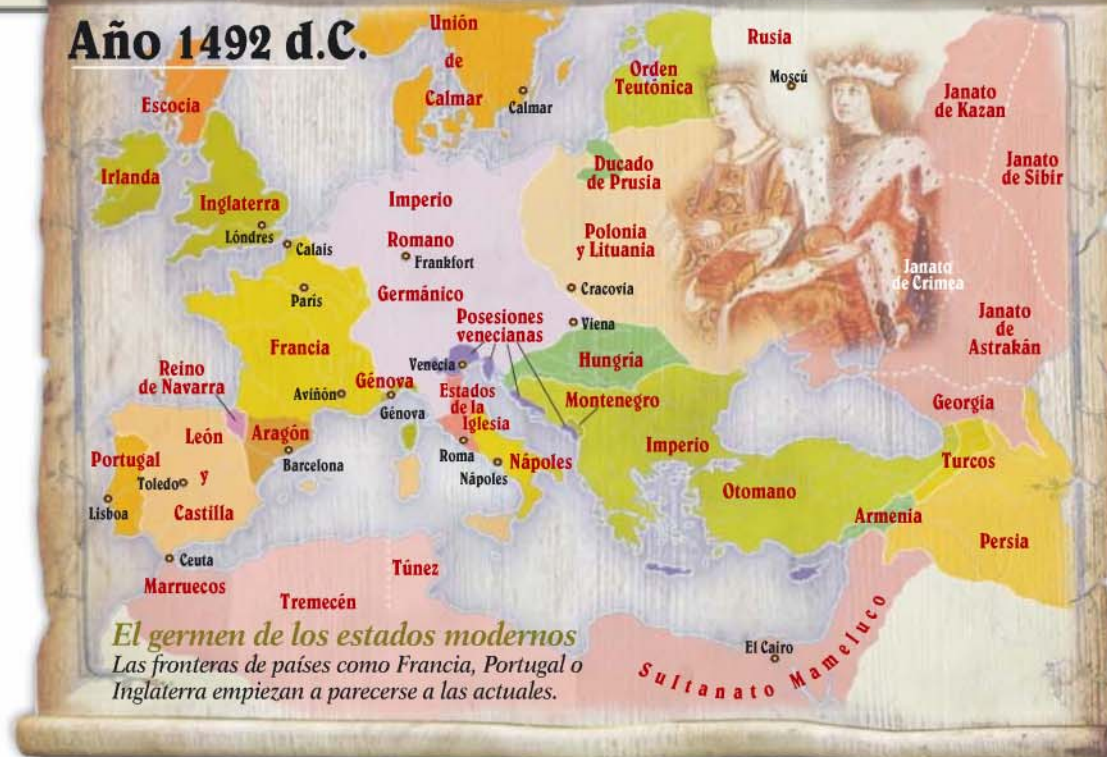 Año 1492 d.C.
Unión
de
Calmar
Calmar
Escocia
Irlanda
Inglaterra
Lóndres
Calais
Orden
Teutónica
Rusia
Moscú
Janato
de Kazan
Janato
de Sibir
Ducado
de Prusia
Polonia
y Lituania
Imperio
Romano
Germánico
Frankfort
Cracovia
Viena
Janato
de Crimea
Janato
de
Astrakán
París
Francia
Aviñón
Génova
Génova
Posesiones
venecianas
Venecia
Hungría
Montenegro
Estados
de la
Iglesia
Roma
Nápoles
Nápoles
Reino
de Navarra
León
y
Castilla
Aragón
Barcelona
Portugal
Toledo
Lisboa
Ceuta
Marruecos
Tremecén
Túnez
Imperio
Otomano
Georgia
Turcos
Armenia
Persia
El Cairo
Sultanato Mameluco
El germen de los estados modernos
Las fronteras de países como Francia, Portugal o
Inglaterra empiezan a parecerse a las actuales.